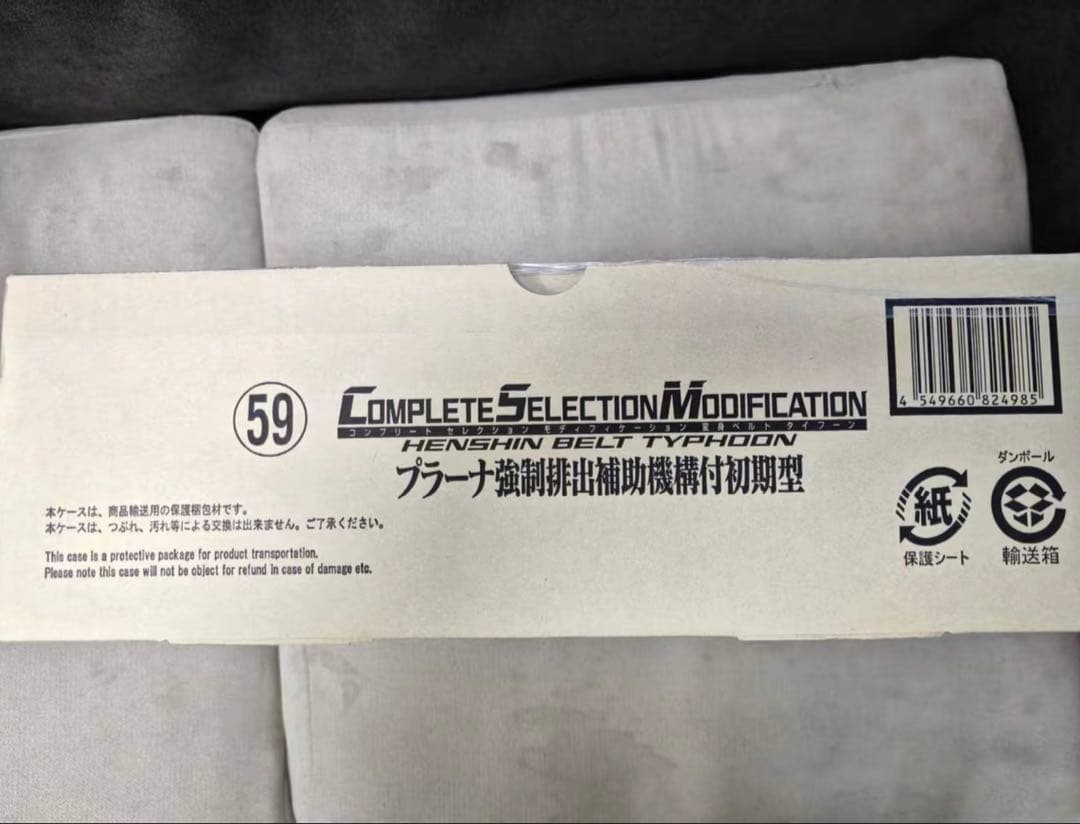 59
COMPLETE SELECTION MODIFICATION
コンプリート セレクション モディフィケーション 変身ベルト タイフーン
HENSHIN BELT TYPHOON
プラーナ強制排出補助機構付初期型
本ケースは、商品輸送用の保護梱包材です。
本ケースは、つぶれ、汚れ等による交換は出来ません。ご了承ください。
This case is a protective package for product transportation.
Please note this case will not be object for refund in case of damage etc.
4 549660 824985
紙
保護シート
ダンボール
輸送箱